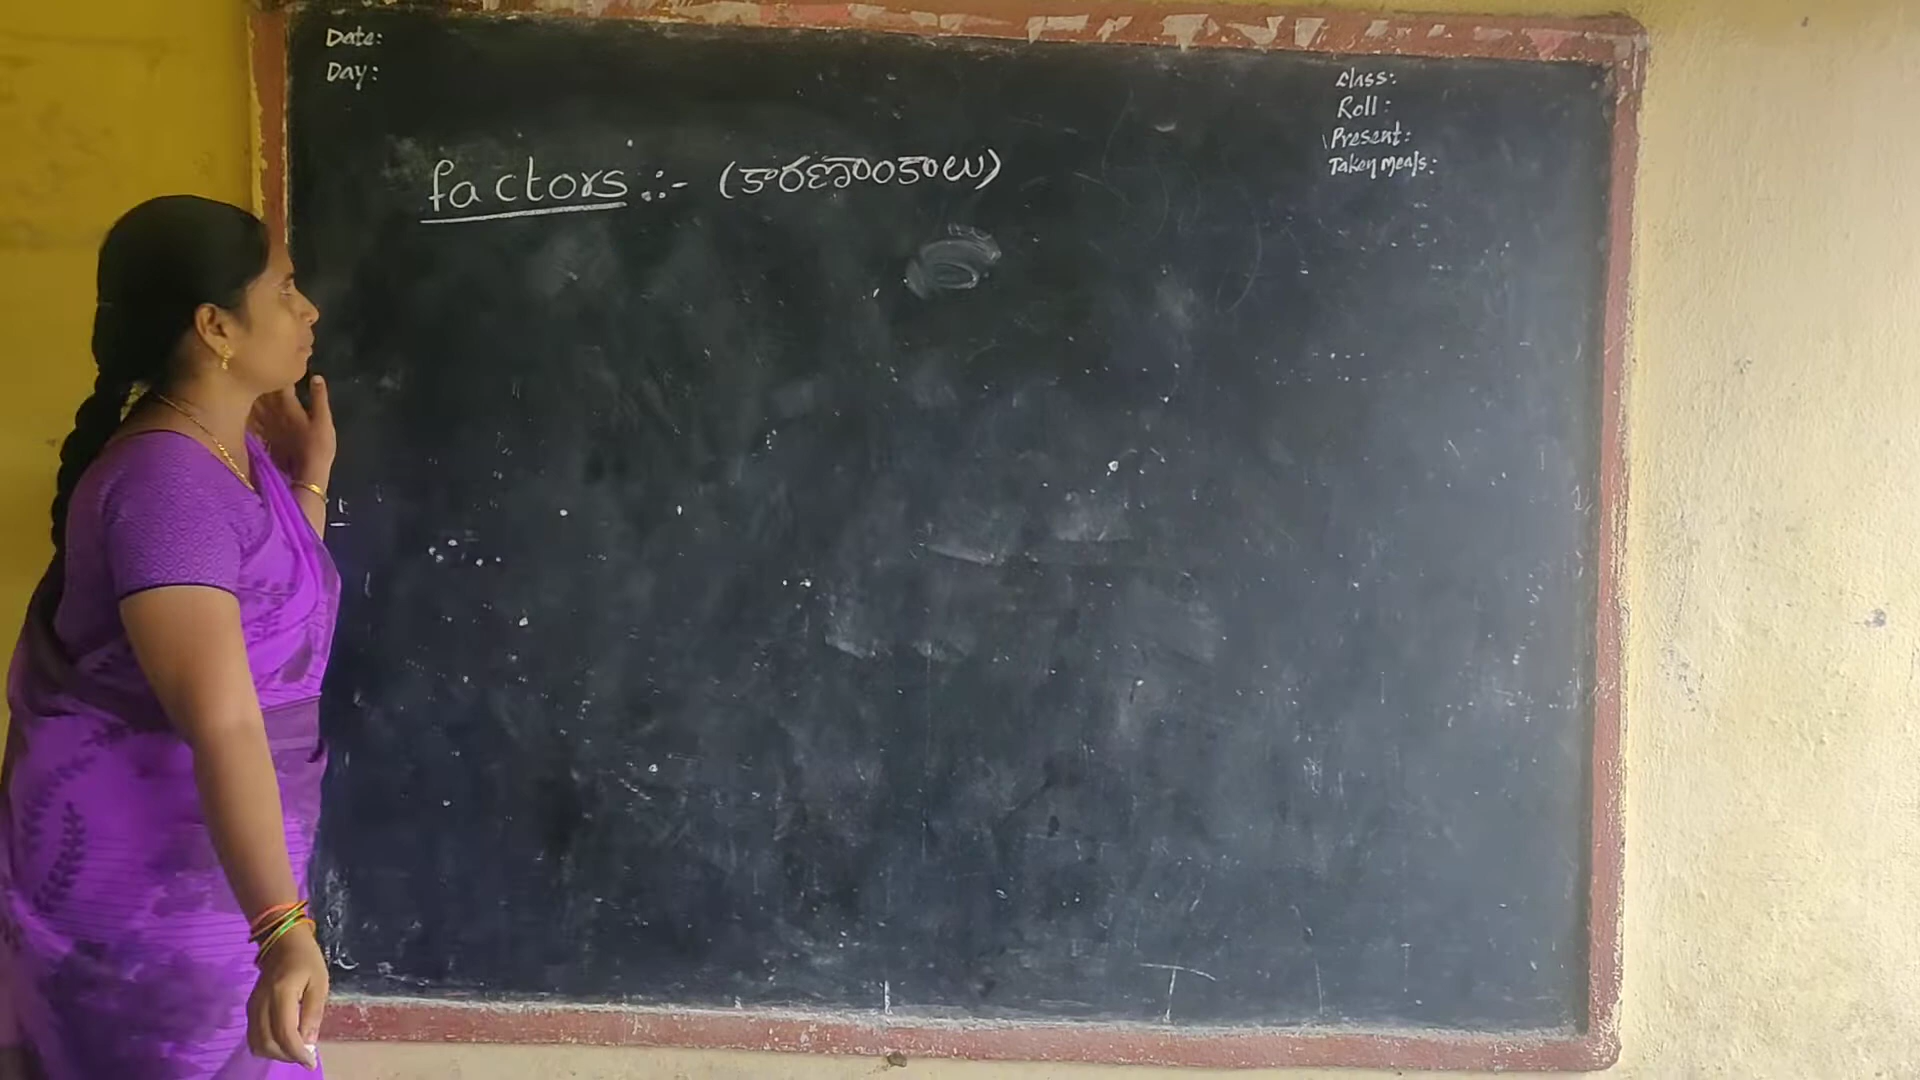 Date:
Day:
Class:
Roll:
Present:
Taken Meals:
factors :- (కారణాంకాలు)